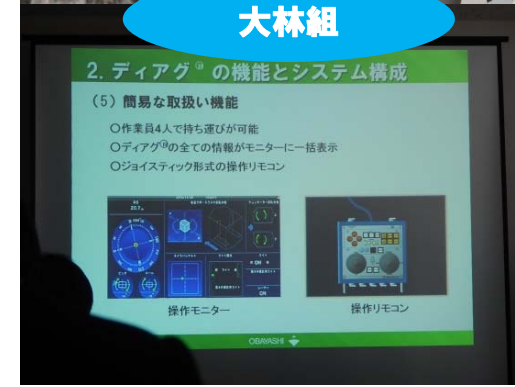 大林組
2. ディアグ® の機能とシステム構成
(5) 簡易な取扱い機能
○作業員4人で持ち運びが可能
○ディアグ®の全ての情報がモニターに一括表示
○ジョイスティック形式の操作リモコン
操作モニター
操作リモコン
OBAYASHI